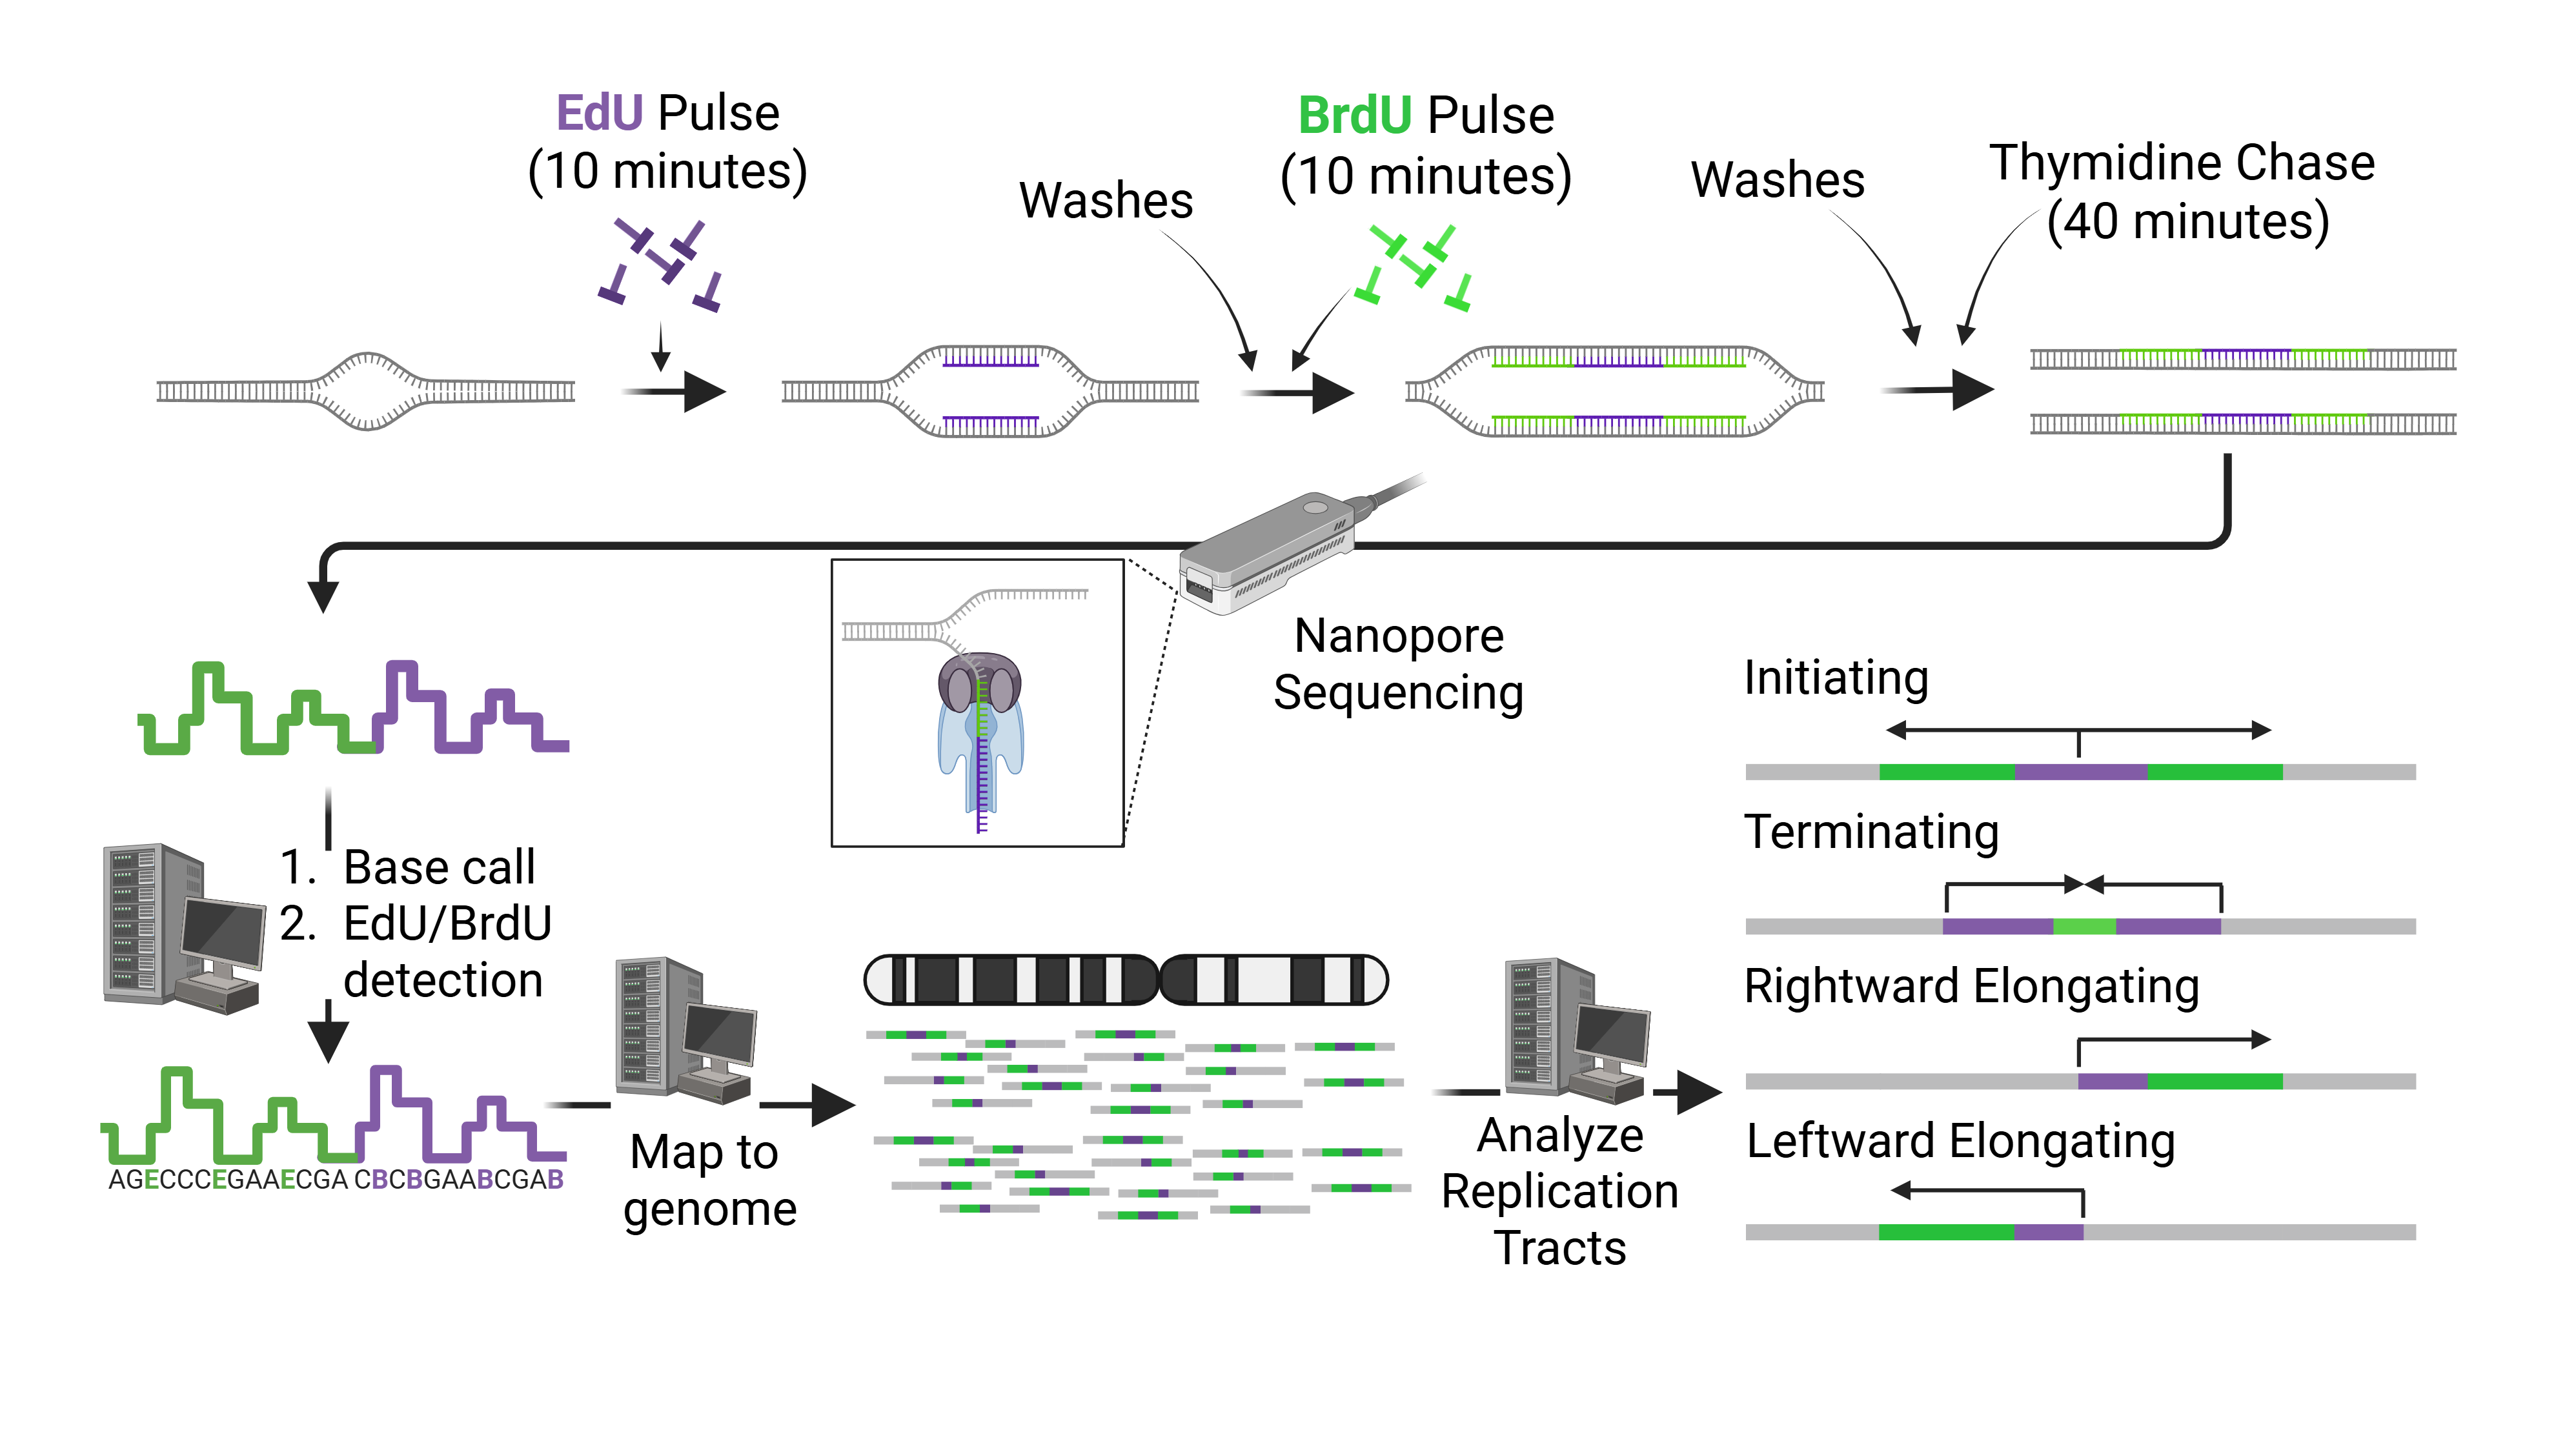 EdU Pulse
(10 minutes)
Washes
BrdU Pulse
(10 minutes)
Washes
Thymidine Chase
(40 minutes)
Nanopore
Sequencing
1. Base call
2. EdU/BrdU
detection
AGECCCEGAAECGA CBCBGAABCGAB
Map to
genome
Analyze
Replication
Tracts
Initiating
Terminating
Rightward Elongating
Leftward Elongating